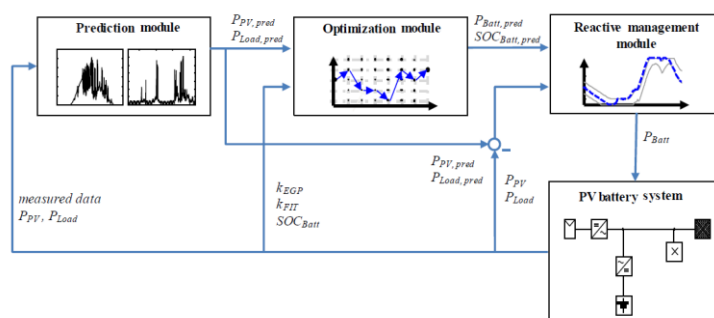 Prediction module
P_PV,pred
P_Load,pred
Optimization module
P_Batt,pred
SOC_Batt,pred
Reactive management
module
P_Batt
P_PV,pred
P_Load,pred
P_PV
P_Load
k_EGP
k_FIT
SOC_Batt
measured data
P_PV, P_Load
PV battery system